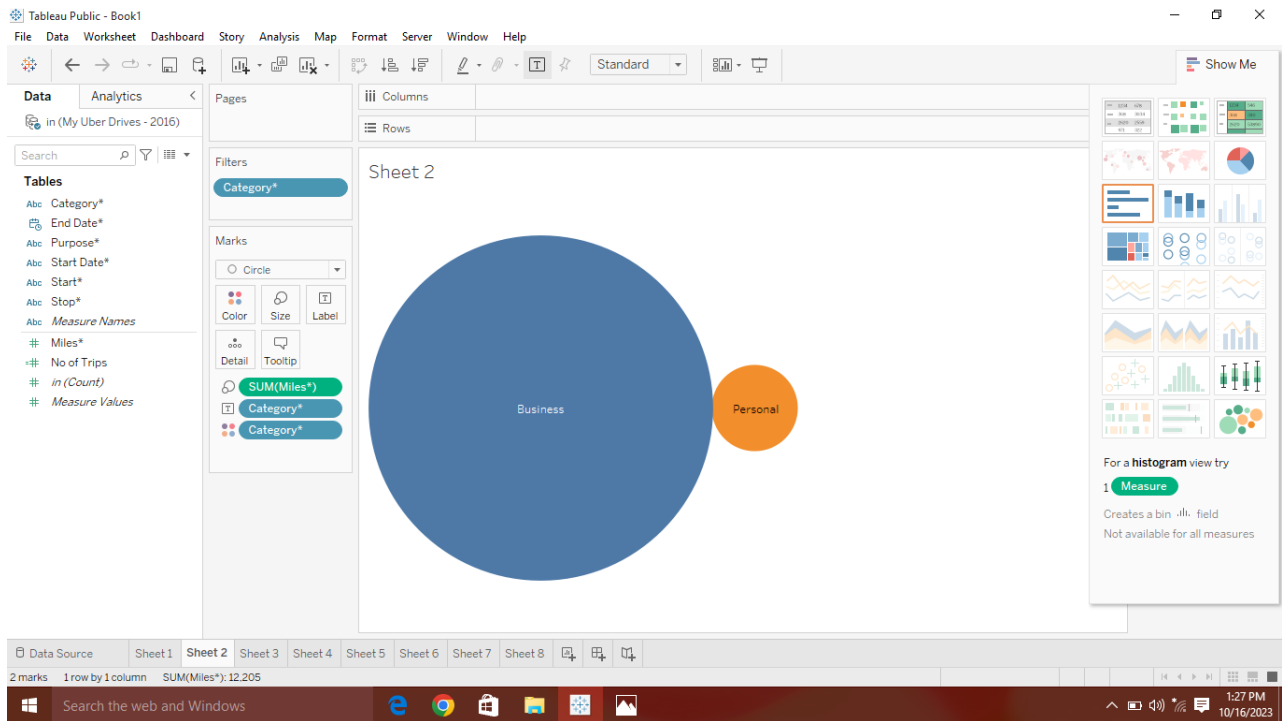 Tableau Public - Book1
File Data Worksheet Dashboard Story Analysis Map Format Server Window Help
Standard
Show Me
Data Analytics
in (My Uber Drives - 2016)
Search
Tables
Abc Category*
End Date*
Abc Purpose*
Abc Start Date*
Abc Start*
Abc Stop*
Abc Measure Names
# Miles*
=# No of Trips
# in (Count)
# Measure Values
Pages
Filters
Category*
Marks
Circle
Color Size Label
Detail Tooltip
SUM(Miles*)
Category*
Category*
Columns
Rows
Sheet 2
Business
Personal
For a histogram view try
1 Measure
Creates a bin field
Not available for all measures
Data Source Sheet 1 Sheet 2 Sheet 3 Sheet 4 Sheet 5 Sheet 6 Sheet 7 Sheet 8
2 marks 1 row by 1 column SUM(Miles*): 12,205
Search the web and Windows
1:27 PM
10/16/2023